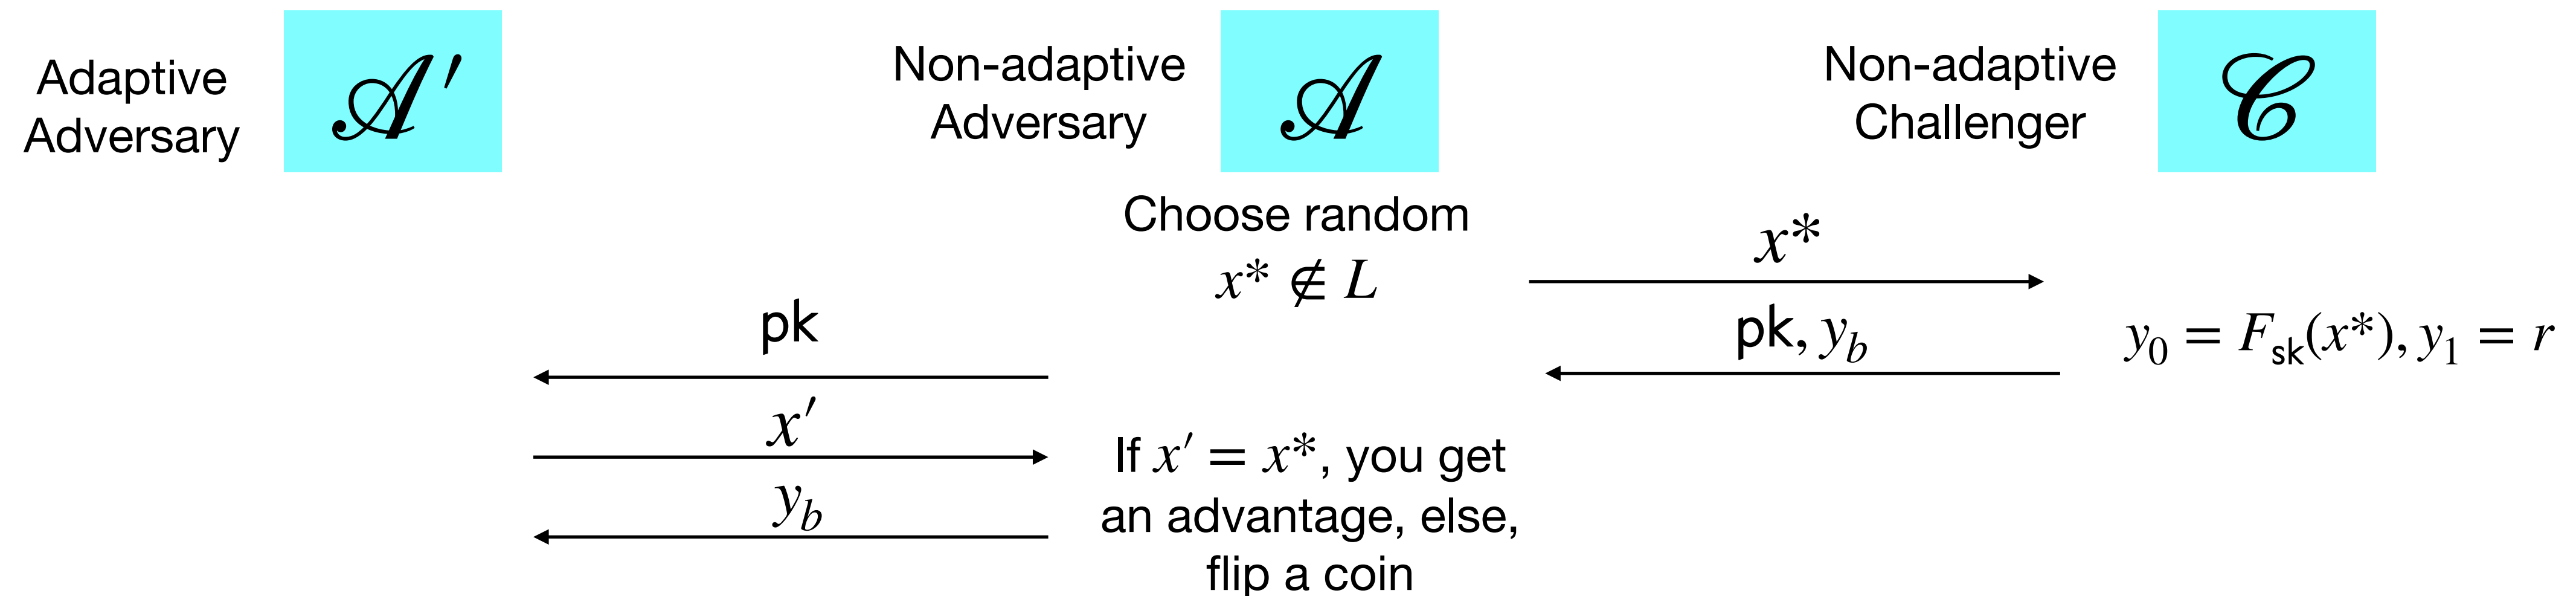 Adaptive
Adversary
𝒜′
Non-adaptive
Adversary
𝒜
Non-adaptive
Challenger
𝒞
Choose random
x* ∉ L
x*
pk
pk, y_b
y_0 = F_sk(x*), y_1 = r
x′
If x′ = x*, you get
an advantage, else,
flip a coin
y_b